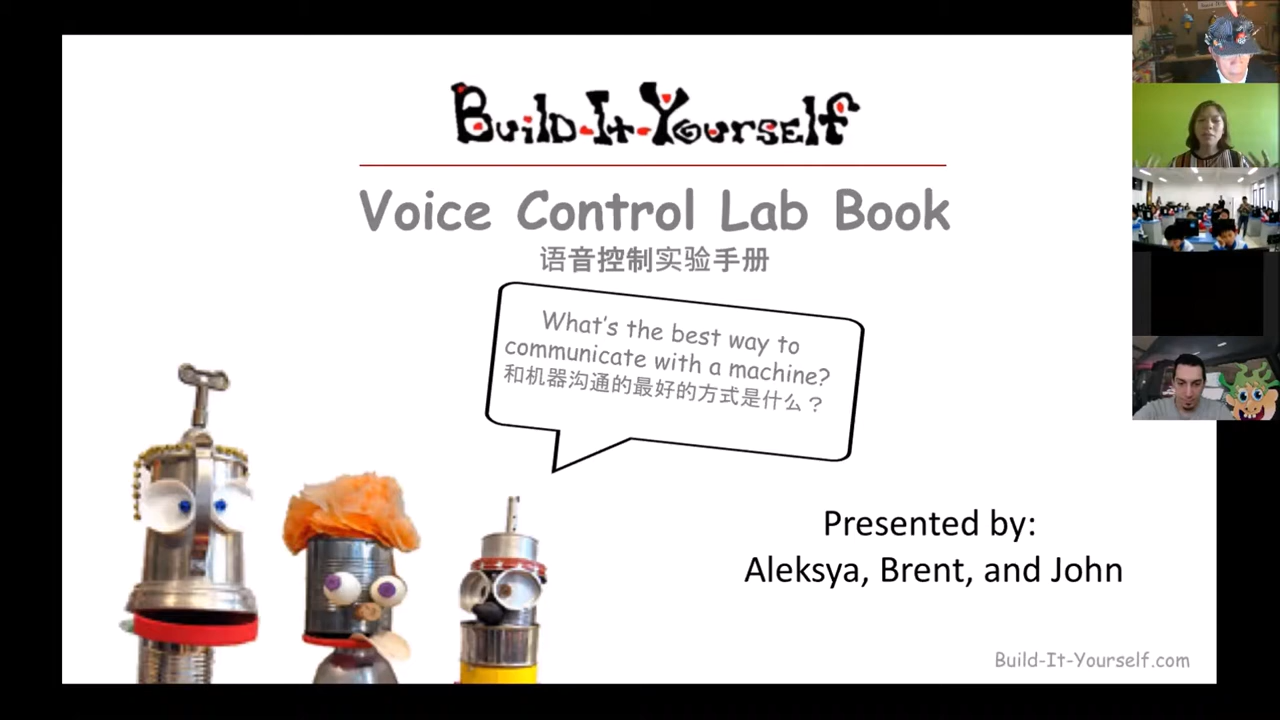 Build-It-Yourself
Voice Control Lab Book
语音控制实验手册
What's the best way to
communicate with a machine?
和机器沟通的最好的方式是什么？
Presented by:
Aleksya, Brent, and John
Build-It-Yourself.com